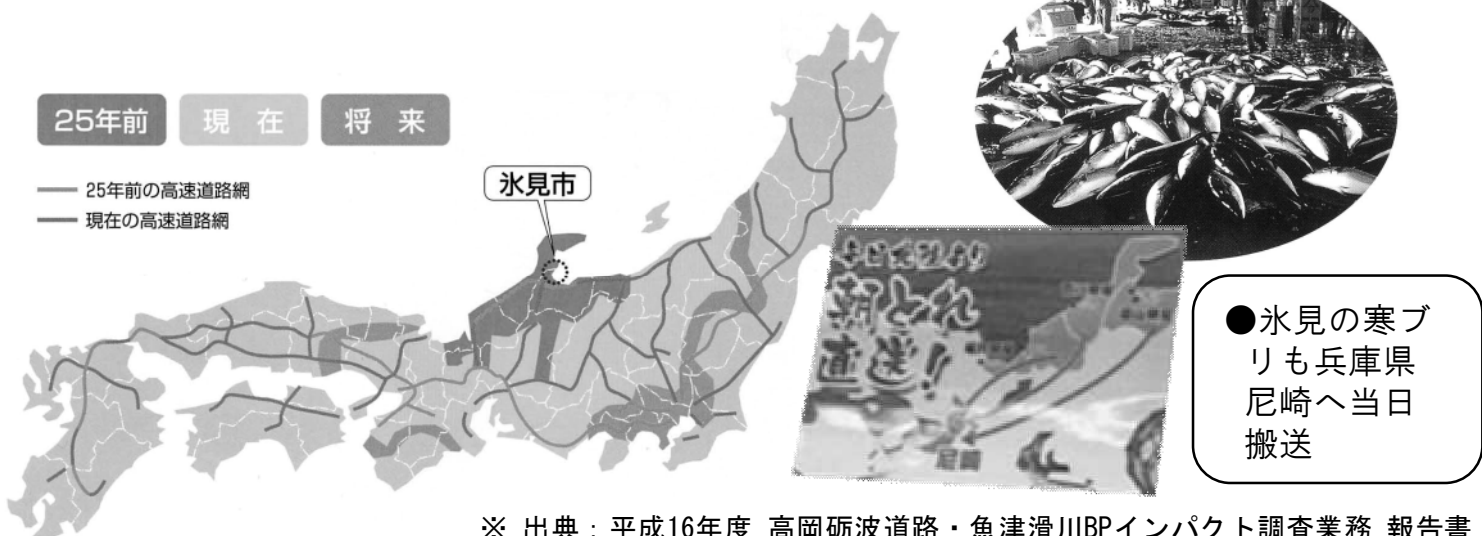 25年前 現 在 将 来
25年前の高速道路網
現在の高速道路網
氷見市
朝とれ
直送!
尼崎
●氷見の寒ブ
リも兵庫県
尼崎へ当日
搬送
※ 出典：平成16年度 高岡砺波道路・魚津滑川BPインパクト調査業務 報告書